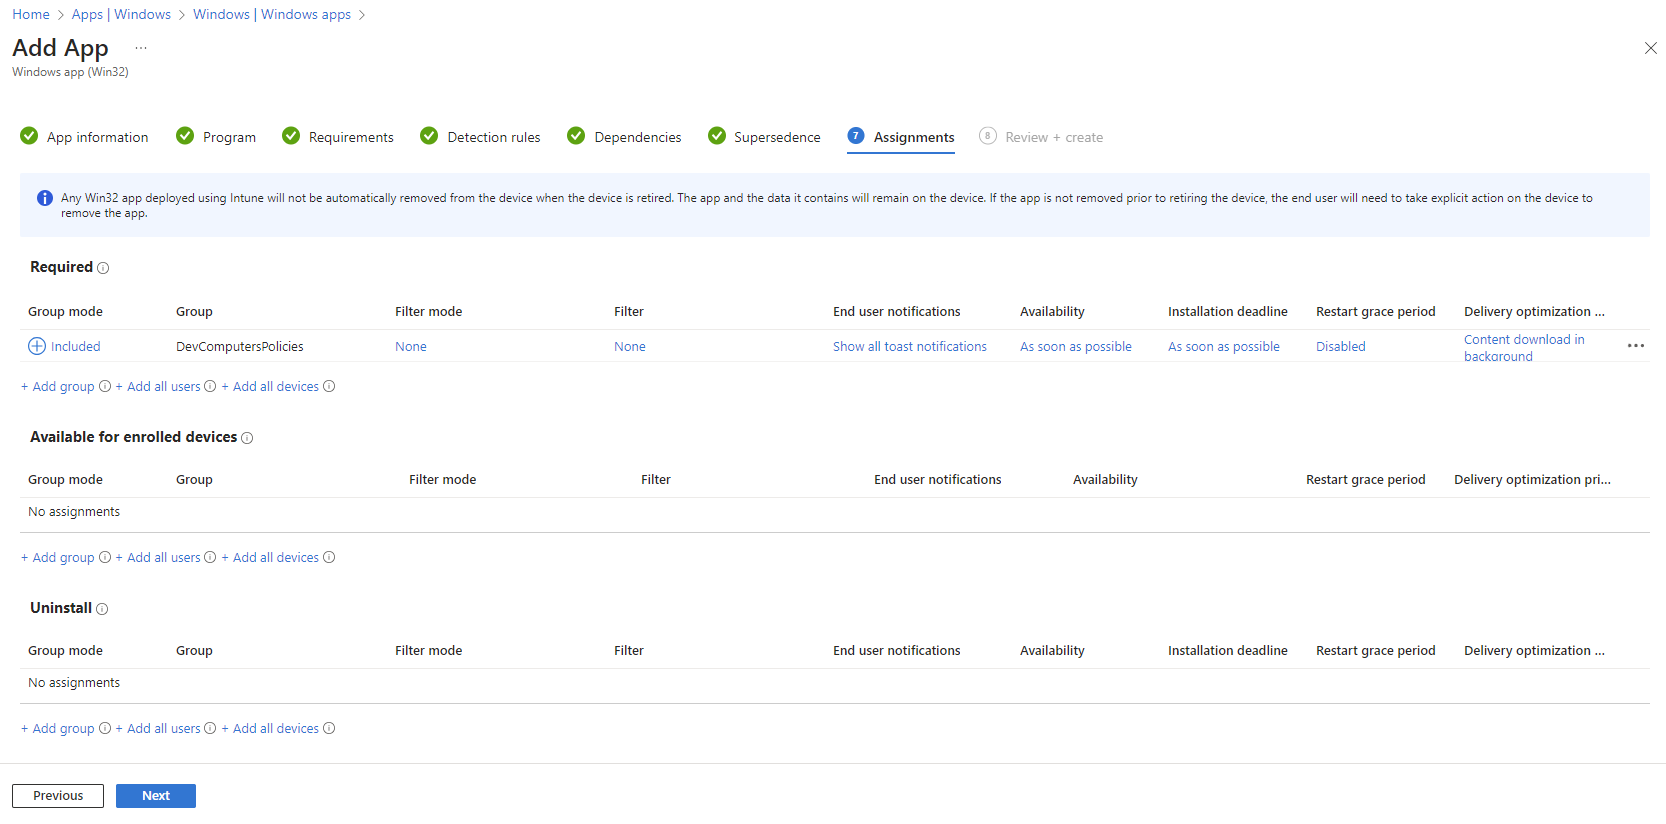 Home > Apps | Windows > Windows | Windows apps >
Add App ...
Windows app (Win32)
App information Program Requirements Detection rules Dependencies Supersedence 7 Assignments 8 Review + create
Any Win32 app deployed using Intune will not be automatically removed from the device when the device is retired. The app and the data it contains will remain on the device. If the app is not removed prior to retiring the device, the end user will need to take explicit action on the device to
remove the app.
Required
Group mode Group Filter mode Filter End user notifications Availability Installation deadline Restart grace period Delivery optimization ...
Included DevComputersPolicies None None Show all toast notifications As soon as possible As soon as possible Disabled Content download in
background
+ Add group + Add all users + Add all devices
Available for enrolled devices
Group mode Group Filter mode Filter End user notifications Availability Restart grace period Delivery optimization pri...
No assignments
+ Add group + Add all users + Add all devices
Uninstall
Group mode Group Filter mode Filter End user notifications Availability Installation deadline Restart grace period Delivery optimization ...
No assignments
+ Add group + Add all users + Add all devices
Previous Next